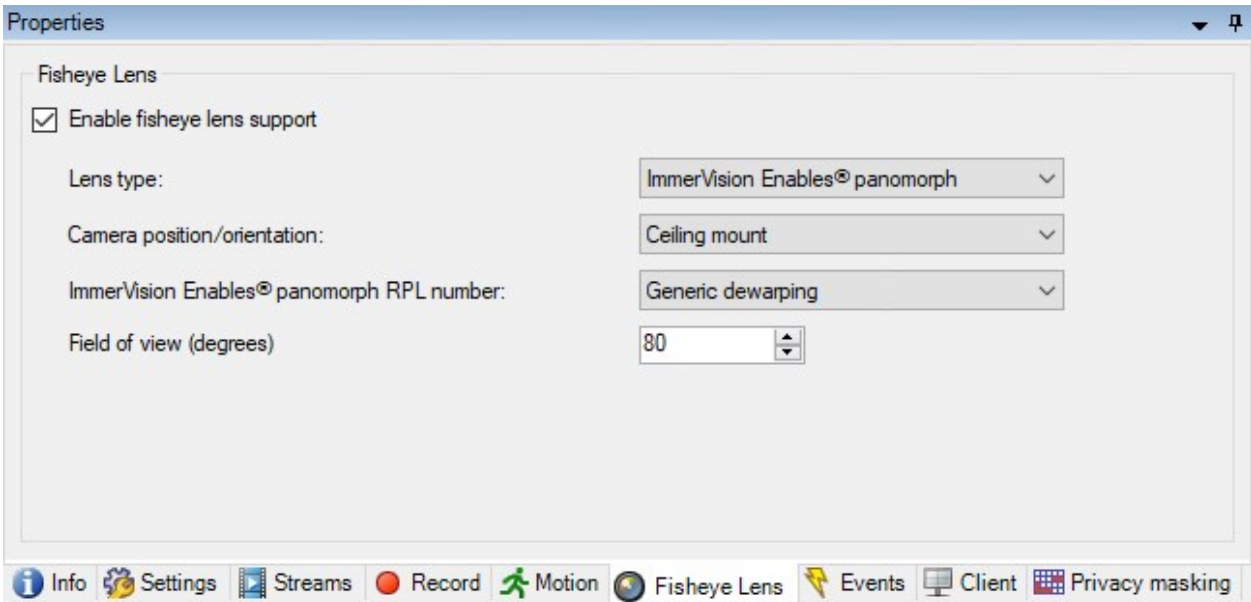 Properties
Fisheye Lens
Enable fisheye lens support
Lens type: ImmerVision Enables® panomorph
Camera position/orientation: Ceiling mount
ImmerVision Enables® panomorph RPL number: Generic dewarping
Field of view (degrees) 80
Info Settings Streams Record Motion Fisheye Lens Events Client Privacy masking